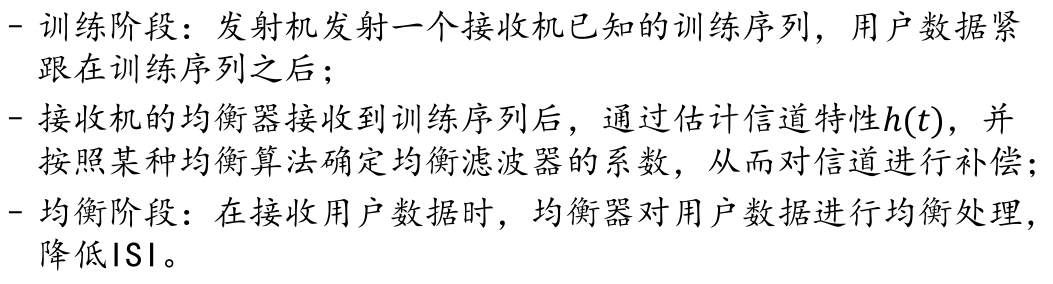 - 训练阶段：发射机发射一个接收机已知的训练序列，用户数据紧
跟在训练序列之后；
- 接收机的均衡器接收到训练序列后，通过估计信道特性h(t)，并
按照某种均衡算法确定均衡滤波器的系数，从而对信道进行补偿；
- 均衡阶段：在接收用户数据时，均衡器对用户数据进行均衡处理，
降低ISI。